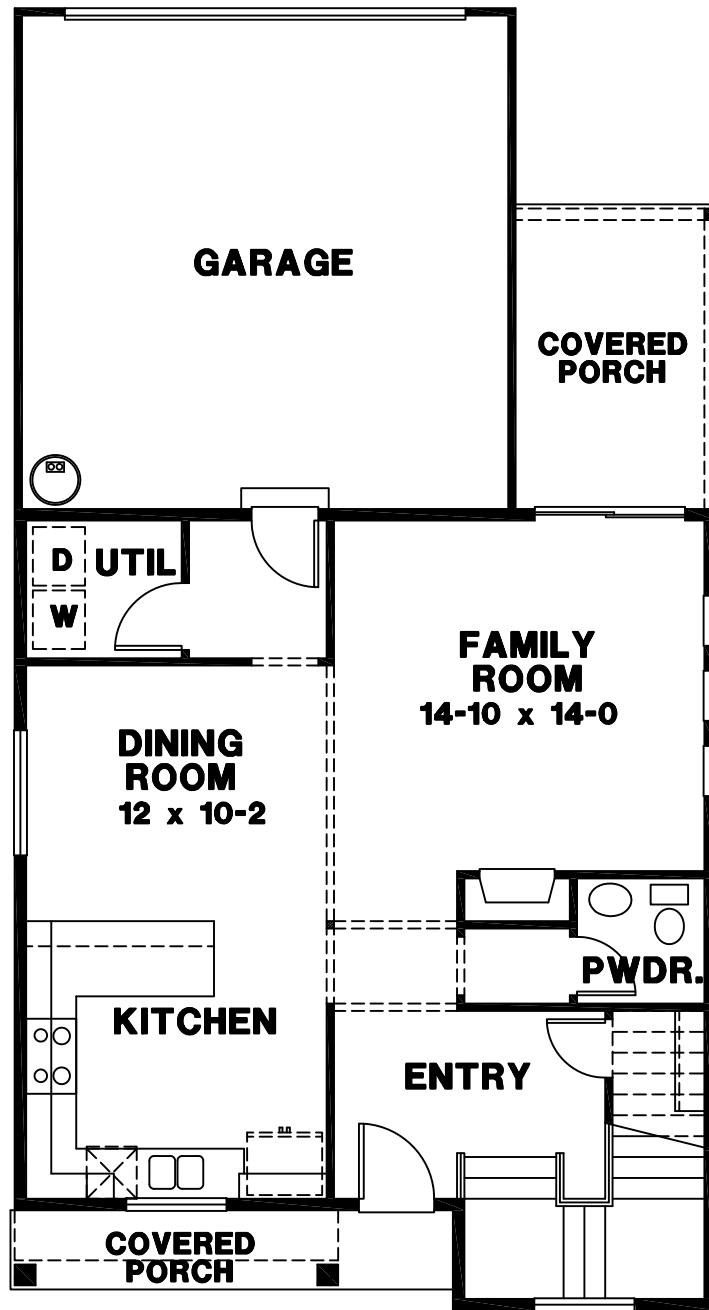 GARAGE
COVERED
PORCH
D
UTIL
W
FAMILY
ROOM
14-10 x 14-0
DINING
ROOM
12 x 10-2
PWDR.
KITCHEN
ENTRY
COVERED
PORCH